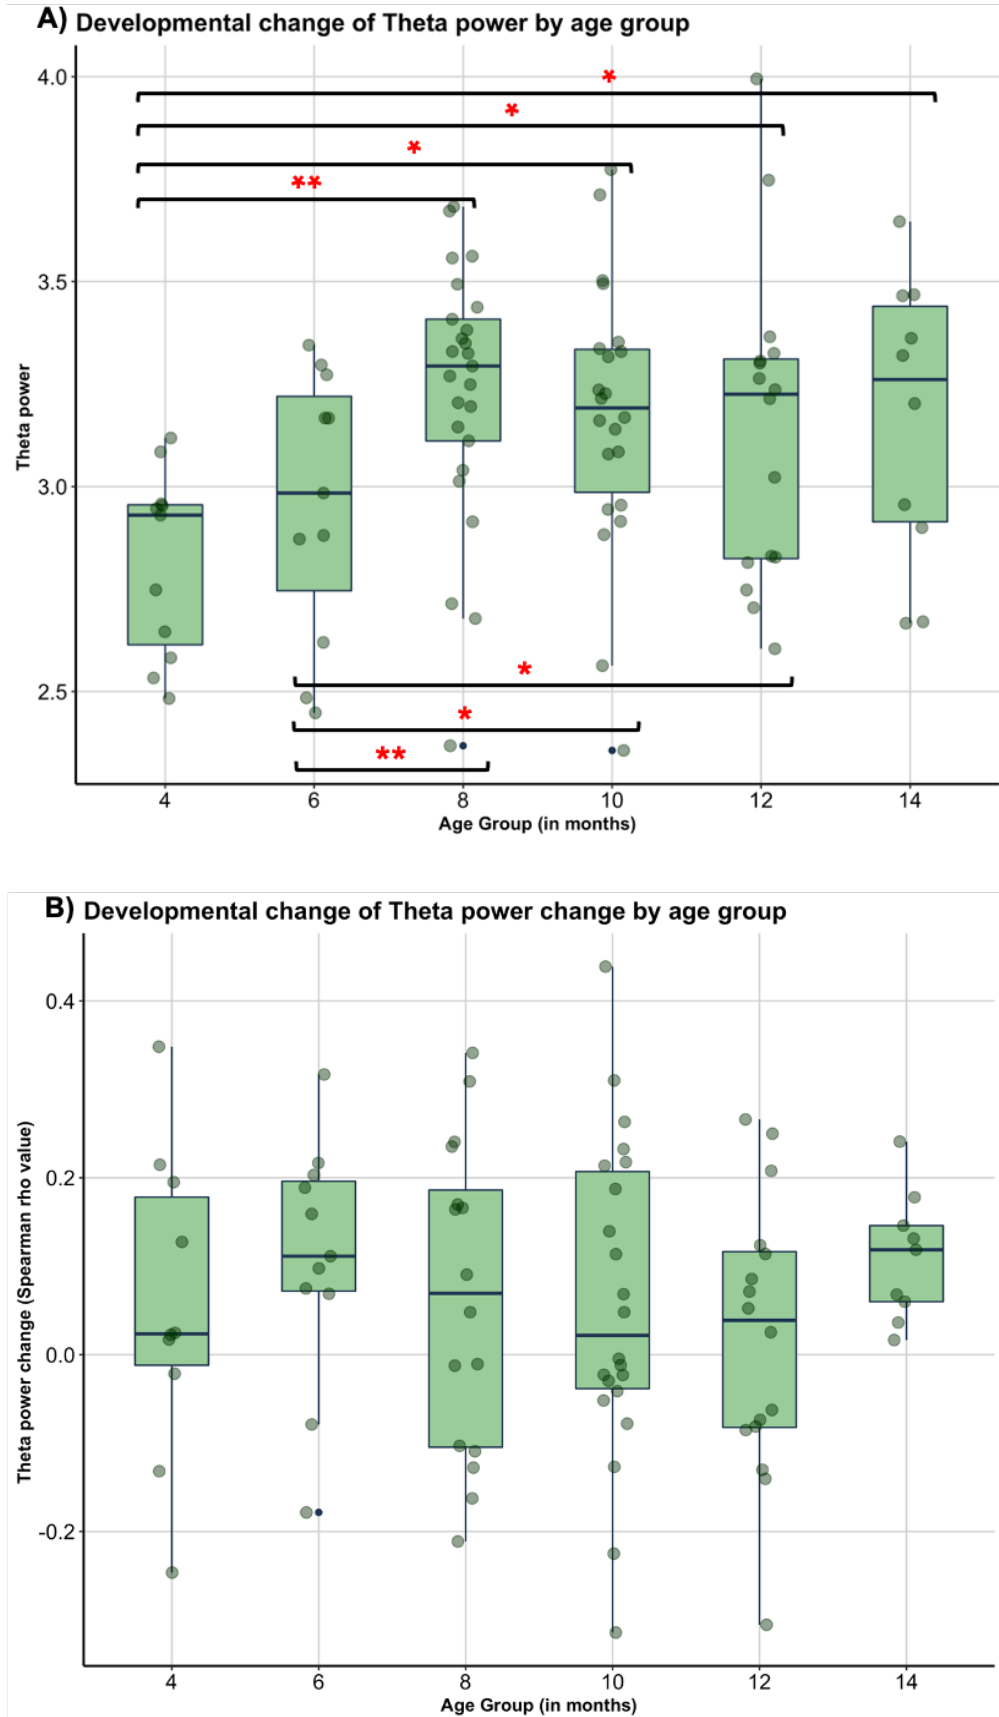 A) Developmental change of Theta power by age group
*
4.0
*
*
**
3.5
Theta power
3.0
*
2.5
*
**
4 6 8 10 12 14
Age Group (in months)
B) Developmental change of Theta power change by age group
0.4
0.2
Theta power change (Spearman rho value)
0.0
-0.2
4 6 8 10 12 14
Age Group (in months)